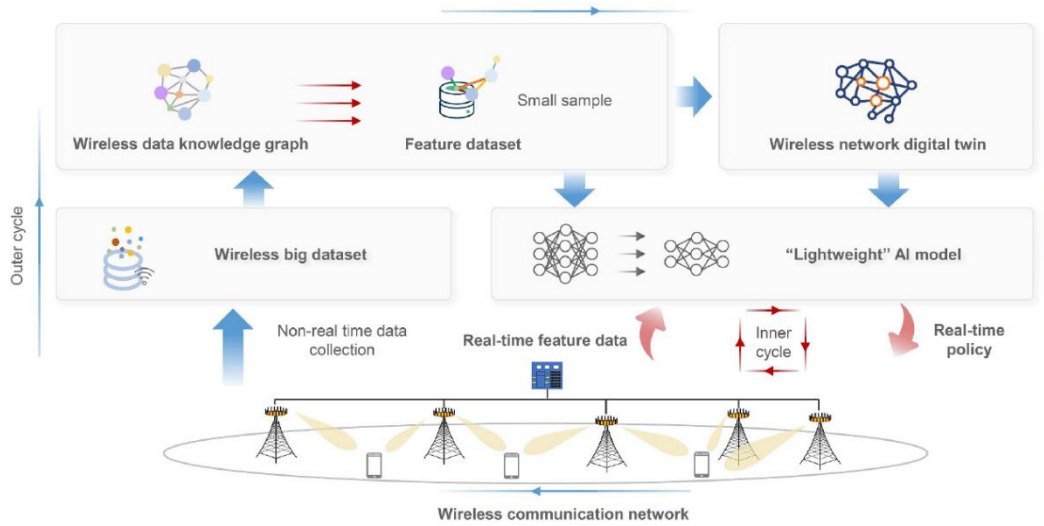 Small sample
Wireless data knowledge graph
Feature dataset
Wireless network digital twin
Outer cycle
Wireless big dataset
“Lightweight” AI model
Non-real time data
collection
Real-time feature data
Inner
cycle
Real-time
policy
Wireless communication network